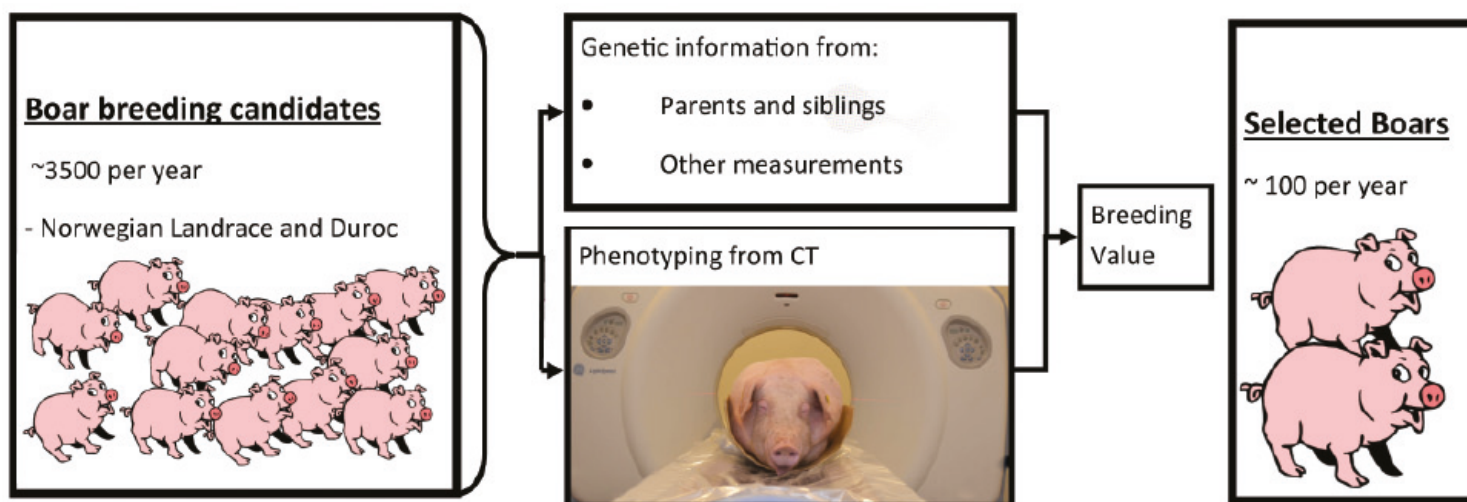 Boar breeding candidates
~3500 per year
- Norwegian Landrace and Duroc
Genetic information from:
• Parents and siblings
• Other measurements
Phenotyping from CT
Breeding
Value
Selected Boars
~ 100 per year